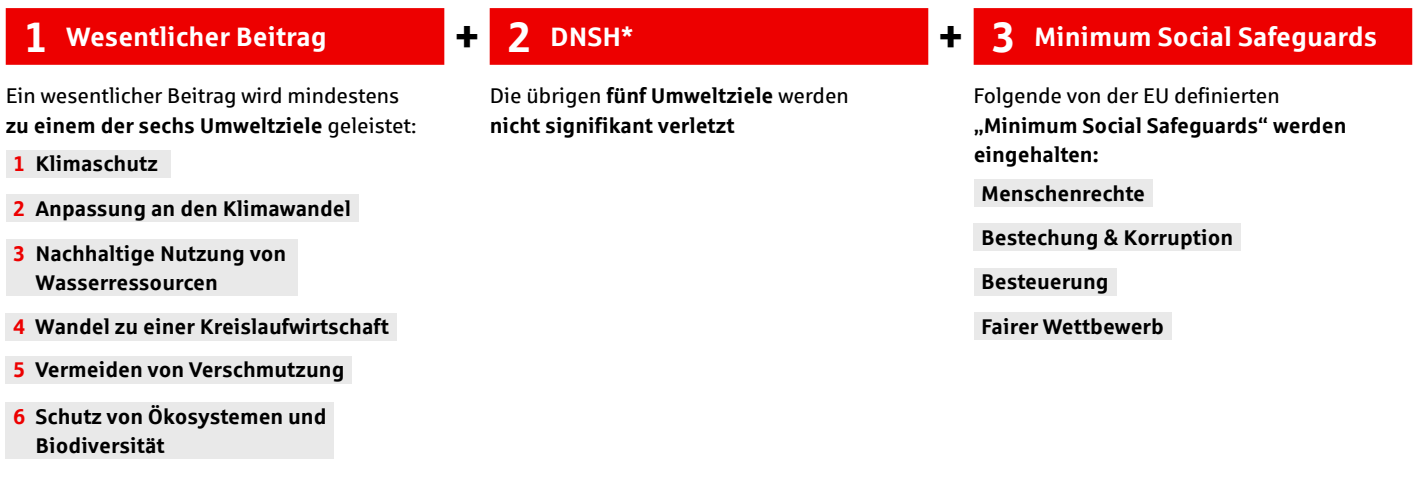 1 Wesentlicher Beitrag
Ein wesentlicher Beitrag wird mindestens
zu einem der sechs Umweltziele geleistet:
1 Klimaschutz
2 Anpassung an den Klimawandel
3 Nachhaltige Nutzung von
Wasserressourcen
4 Wandel zu einer Kreislaufwirtschaft
5 Vermeiden von Verschmutzung
6 Schutz von Ökosystemen und
Biodiversität
+
2 DNSH*
Die übrigen fünf Umweltziele werden
nicht signifikant verletzt
+
3 Minimum Social Safeguards
Folgende von der EU definierten
„Minimum Social Safeguards“ werden
eingehalten:
Menschenrechte
Bestechung & Korruption
Besteuerung
Fairer Wettbewerb